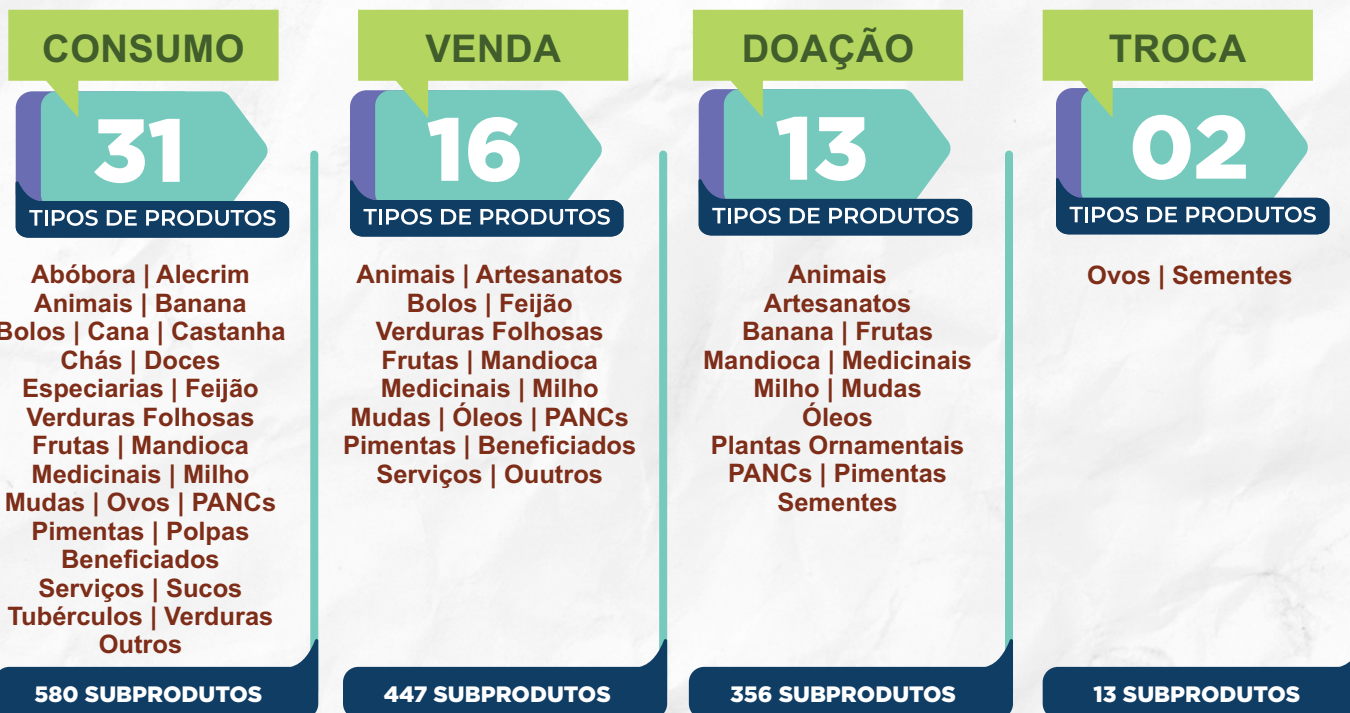 CONSUMO
31
TIPOS DE PRODUTOS
Abóbora | Alecrim
Animais | Banana
Bolos | Cana | Castanha
Chás | Doces
Especiarias | Feijão
Verduras Folhosas
Frutas | Mandioca
Medicinais | Milho
Mudas | Ovos | PANCs
Pimentas | Polpas
Beneficiados
Serviços | Sucos
Tubérculos | Verduras
Outros
580 SUBPRODUTOS
VENDA
16
TIPOS DE PRODUTOS
Animais | Artesanatos
Bolos | Feijão
Verduras Folhosas
Frutas | Mandioca
Medicinais | Milho
Mudas | Óleos | PANCs
Pimentas | Beneficiados
Serviços | Ouutros
447 SUBPRODUTOS
DOAÇÃO
13
TIPOS DE PRODUTOS
Animais
Artesanatos
Banana | Frutas
Mandioca | Medicinais
Milho | Mudas
Óleos
Plantas Ornamentais
PANCs | Pimentas
Sementes
356 SUBPRODUTOS
TROCA
02
TIPOS DE PRODUTOS
Ovos | Sementes
13 SUBPRODUTOS